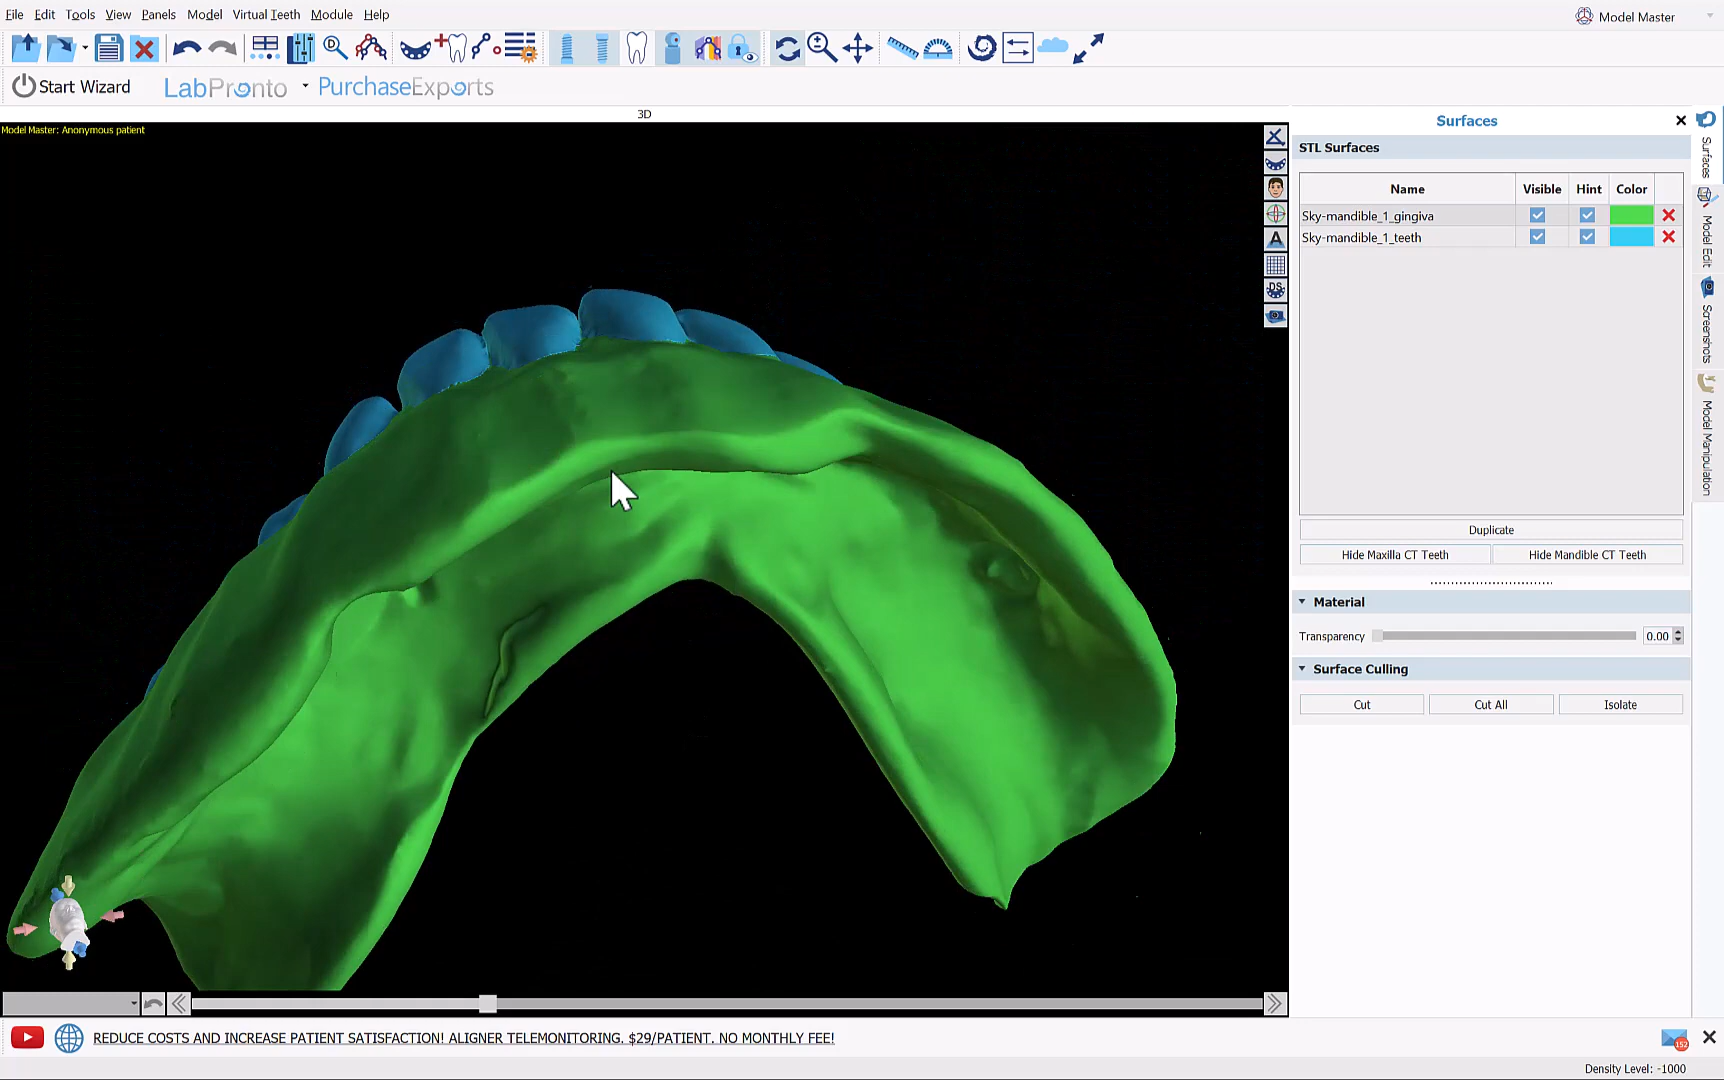 File Edit Tools View Panels Model Virtual Teeth Module Help
Model Master
Start Wizard LabPronto PurchaseExports
3D
Model Master: Anonymous patient
A
DS
Surfaces
STL Surfaces
Name Visible Hint Color
Sky-mandible_1_gingiva
Sky-mandible_1_teeth
Duplicate
Hide Maxilla CT Teeth Hide Mandible CT Teeth
Material
Transparency 0.00
Surface Culling
Cut Cut All Isolate
Surfaces
Model Edit
Screenshots
Model Manipulation
REDUCE COSTS AND INCREASE PATIENT SATISFACTION! ALIGNER TELEMONITORING. $29/PATIENT. NO MONTHLY FEE!
152
Density Level: -1000